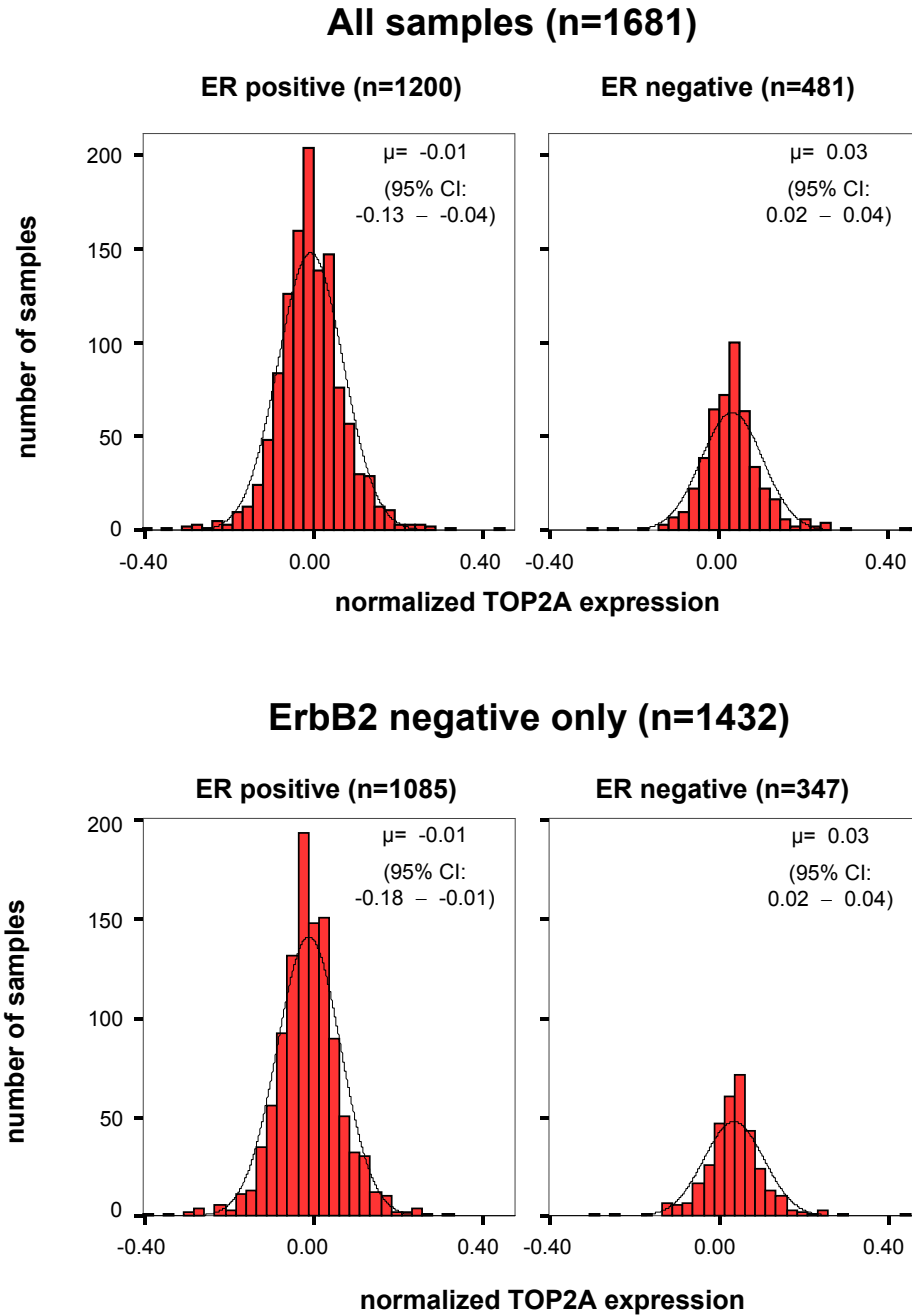 All samples (n=1681)
ER positive (n=1200)
ER negative (n=481)
μ= -0.01
(95% CI:
-0.13 – -0.04)
μ= 0.03
(95% CI:
0.02 – 0.04)
number of samples
200
150
100
50
0
-0.40
0.00
0.40
-0.40
0.00
0.40
normalized TOP2A expression
ErbB2 negative only (n=1432)
ER positive (n=1085)
ER negative (n=347)
μ= -0.01
(95% CI:
-0.18 – -0.01)
μ= 0.03
(95% CI:
0.02 – 0.04)
number of samples
200
150
100
50
0
-0.40
0.00
0.40
-0.40
0.00
0.40
normalized TOP2A expression